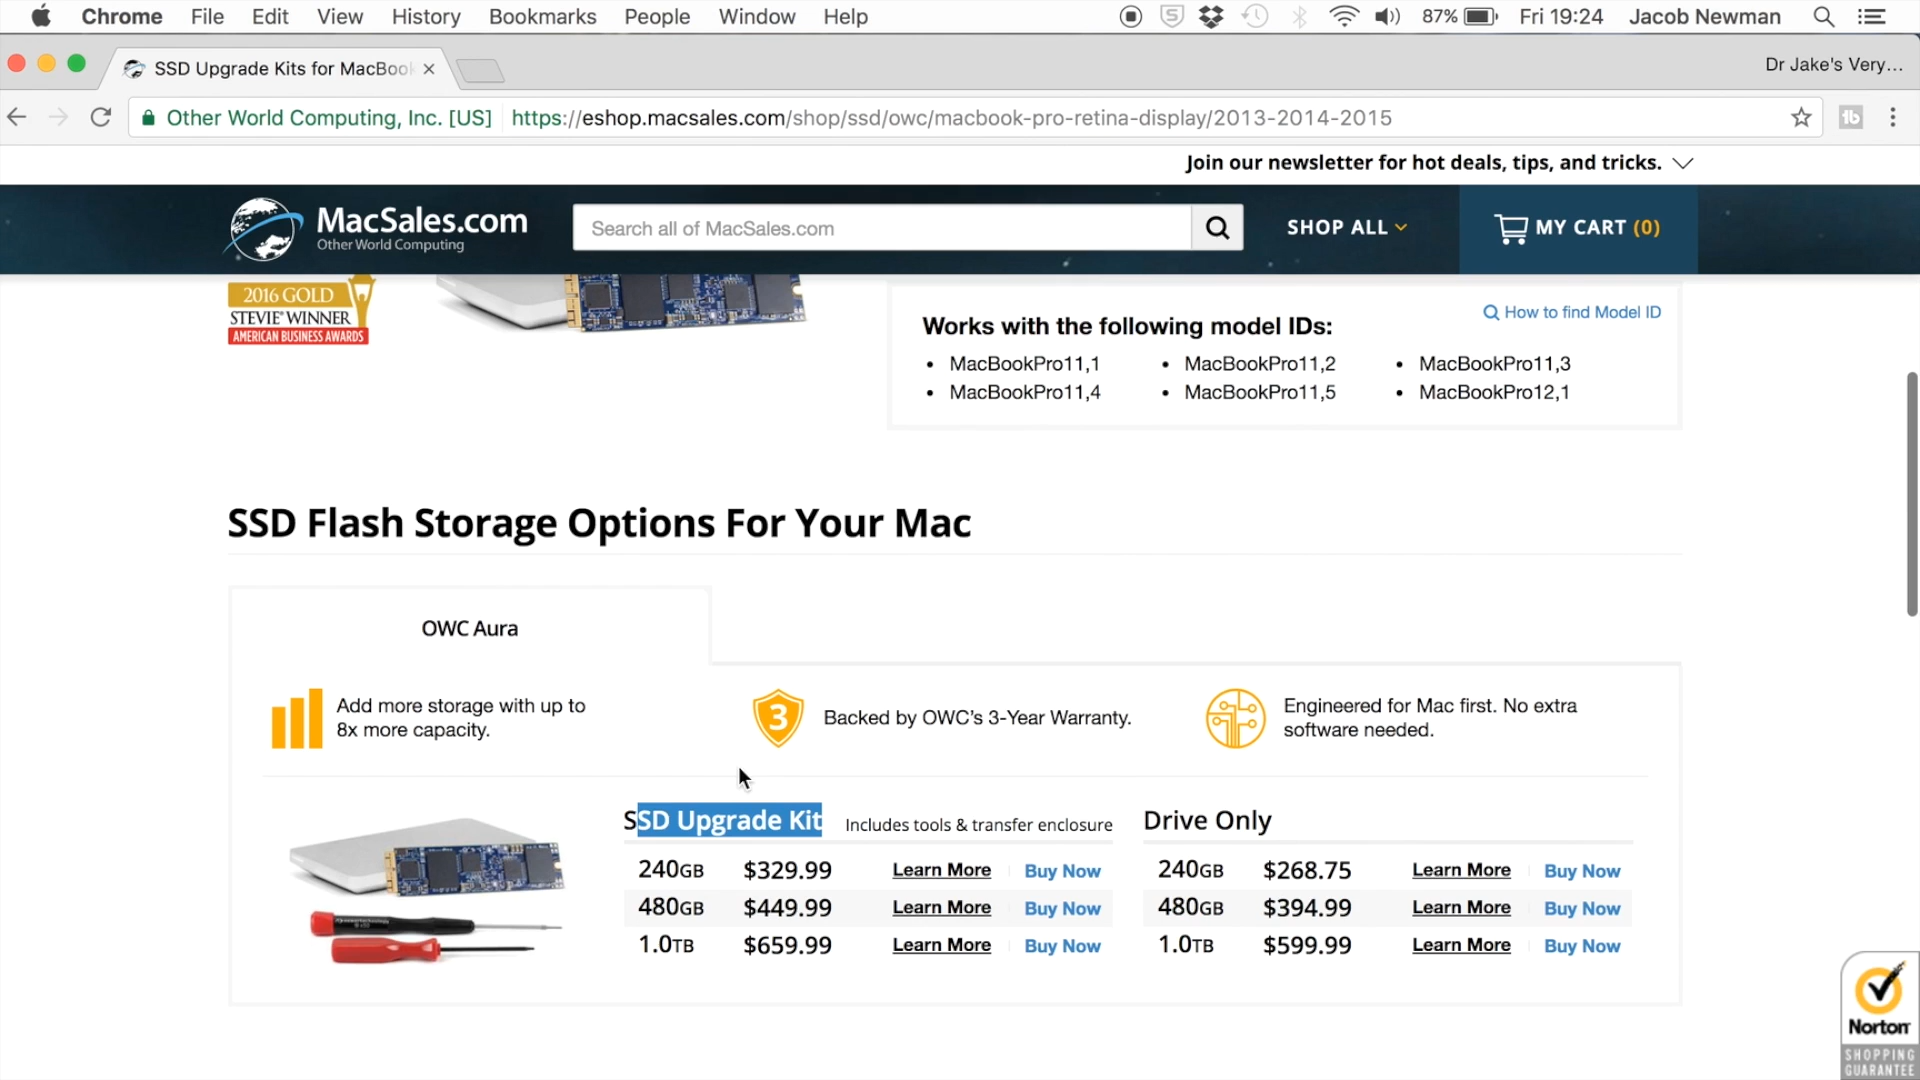 Chrome File Edit View History Bookmarks People Window Help 87% Fri 19:24 Jacob Newman
SSD Upgrade Kits for MacBook
Dr Jake's Very…
Other World Computing, Inc. [US] https://eshop.macsales.com/shop/ssd/owc/macbook-pro-retina-display/2013-2014-2015
Join our newsletter for hot deals, tips, and tricks.
MacSales.com
Other World Computing
Search all of MacSales.com
SHOP ALL
MY CART (0)
2016 GOLD
STEVIE® WINNER
AMERICAN BUSINESS AWARDS
How to find Model ID
Works with the following model IDs:
• MacBookPro11,1 • MacBookPro11,2 • MacBookPro11,3
• MacBookPro11,4 • MacBookPro11,5 • MacBookPro12,1
SSD Flash Storage Options For Your Mac
OWC Aura
Add more storage with up to
8x more capacity.
3
Backed by OWC's 3-Year Warranty.
Engineered for Mac first. No extra
software needed.
SSD Upgrade Kit Includes tools & transfer enclosure
240GB $329.99 Learn More Buy Now
480GB $449.99 Learn More Buy Now
1.0TB $659.99 Learn More Buy Now
Drive Only
240GB $268.75 Learn More Buy Now
480GB $394.99 Learn More Buy Now
1.0TB $599.99 Learn More Buy Now
Norton
SHOPPING
GUARANTEE